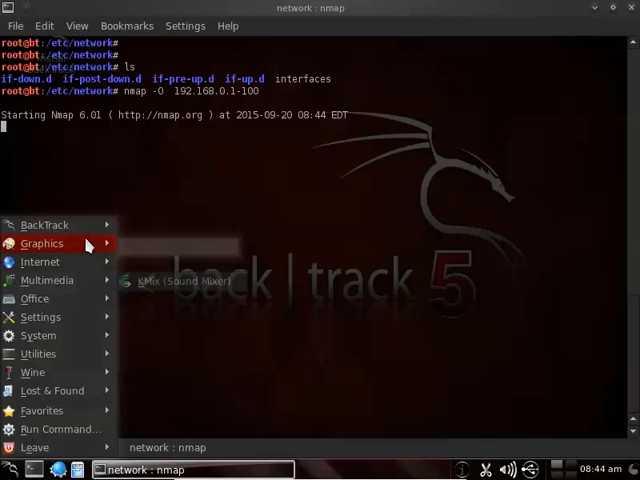 network : nmap
File Edit View Bookmarks Settings Help
root@bt:/etc/network#
root@bt:/etc/network#
root@bt:/etc/network# ls
if-down.d if-post-down.d if-pre-up.d if-up.d interfaces
root@bt:/etc/network# nmap -O 192.168.0.1-100
Starting Nmap 6.01 ( http://nmap.org ) at 2015-09-20 08:44 EDT
BackTrack
Graphics
Internet
Multimedia
KMix (Sound Mixer)
back | track 5
Office
Settings
System
Utilities
Wine
Lost & Found
Favorites
Run Command...
Leave
network : nmap
network : nmap
08:44 am